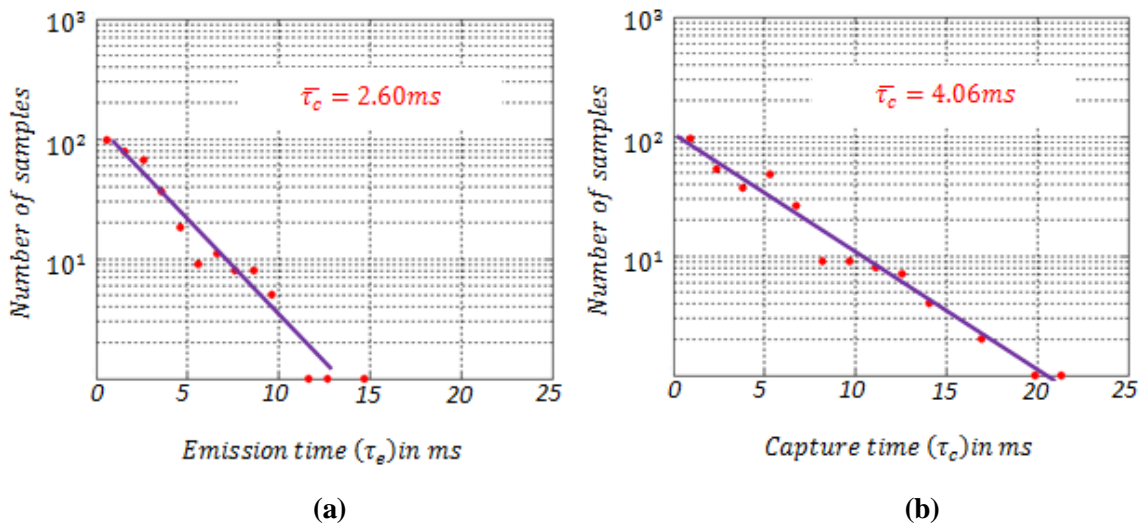 Number of samples
10³
10²
10¹
τ̅c = 2.60ms
0 5 10 15 20 25
Emission time (τe)in ms
(a)
Number of samples
10³
10²
10¹
τ̅c = 4.06ms
0 5 10 15 20 25
Capture time (τc)in ms
(b)